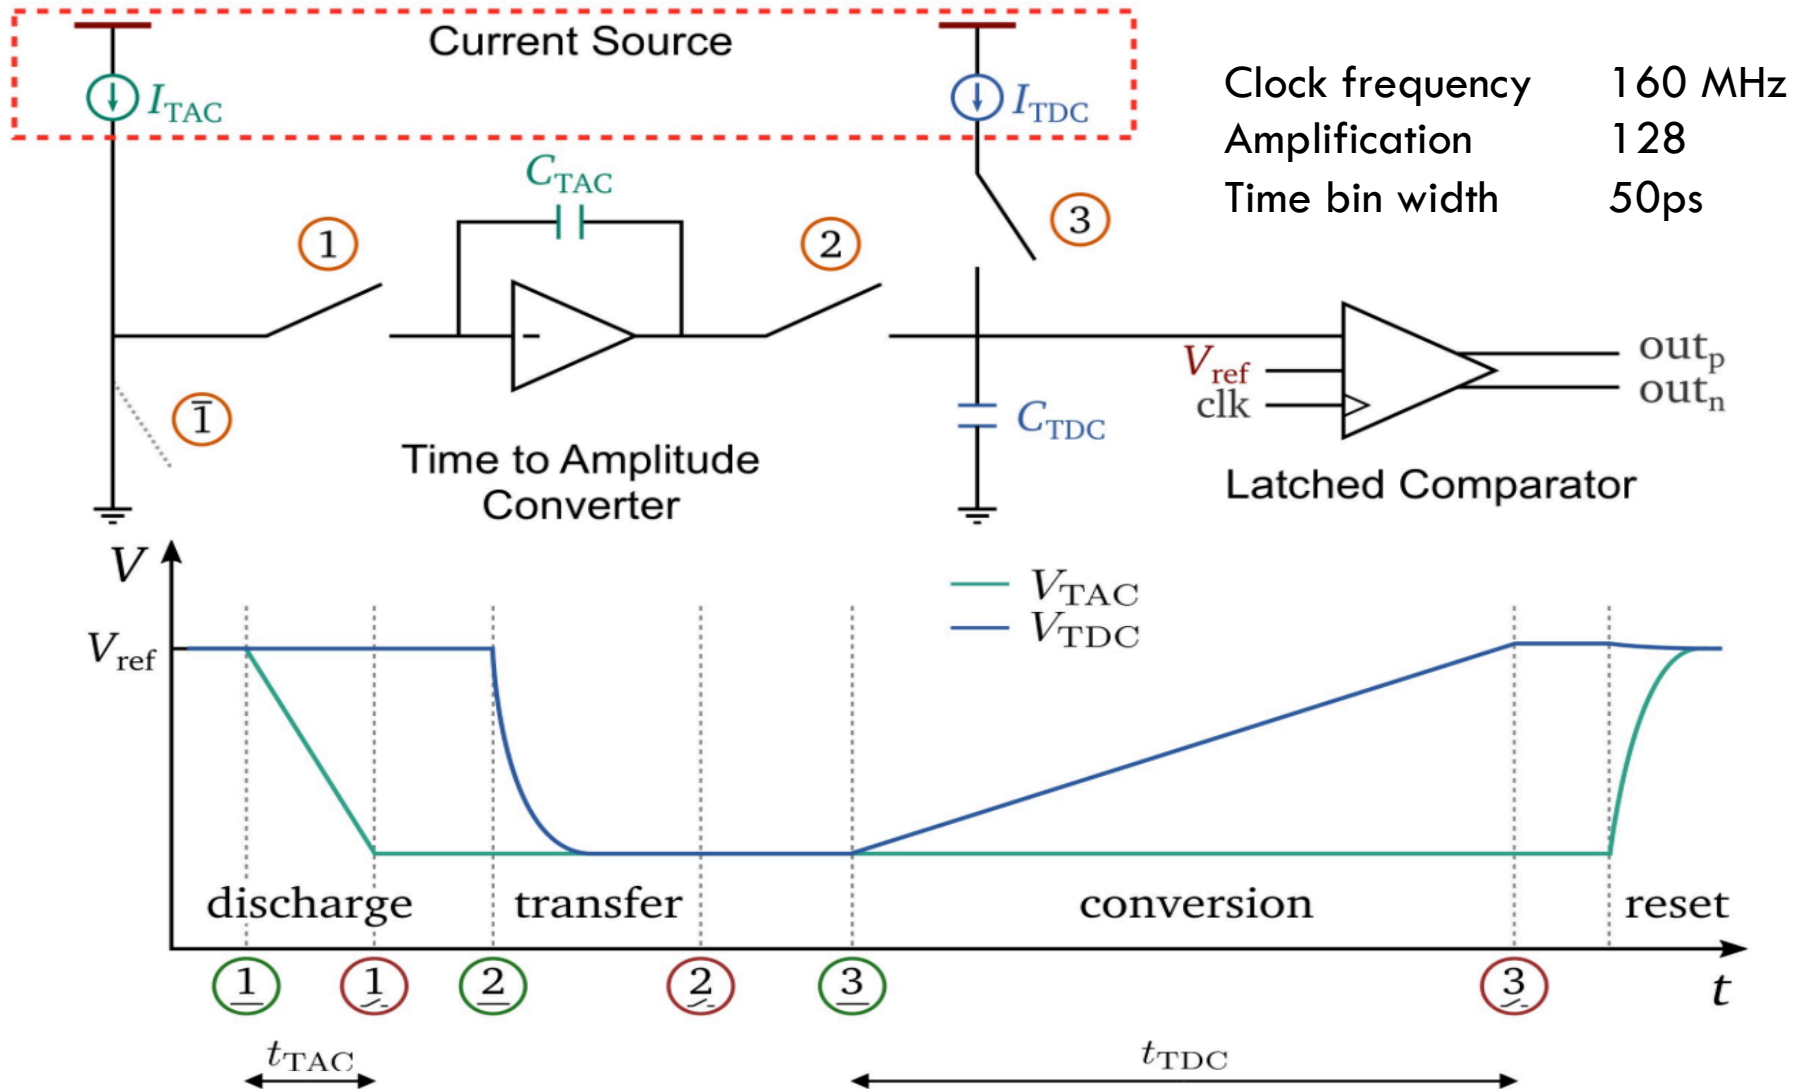 Current Source
I_TAC
I_TDC
Clock frequency 160 MHz
Amplification 128
Time bin width 50ps
C_TAC
1
2
3
V_ref
clk
out_p
out_n
1̅
C_TDC
Time to Amplitude
Converter
Latched Comparator
V
V_TAC
V_TDC
V_ref
discharge transfer conversion reset
1 1 2 2 3 3
t
t_TAC
t_TDC